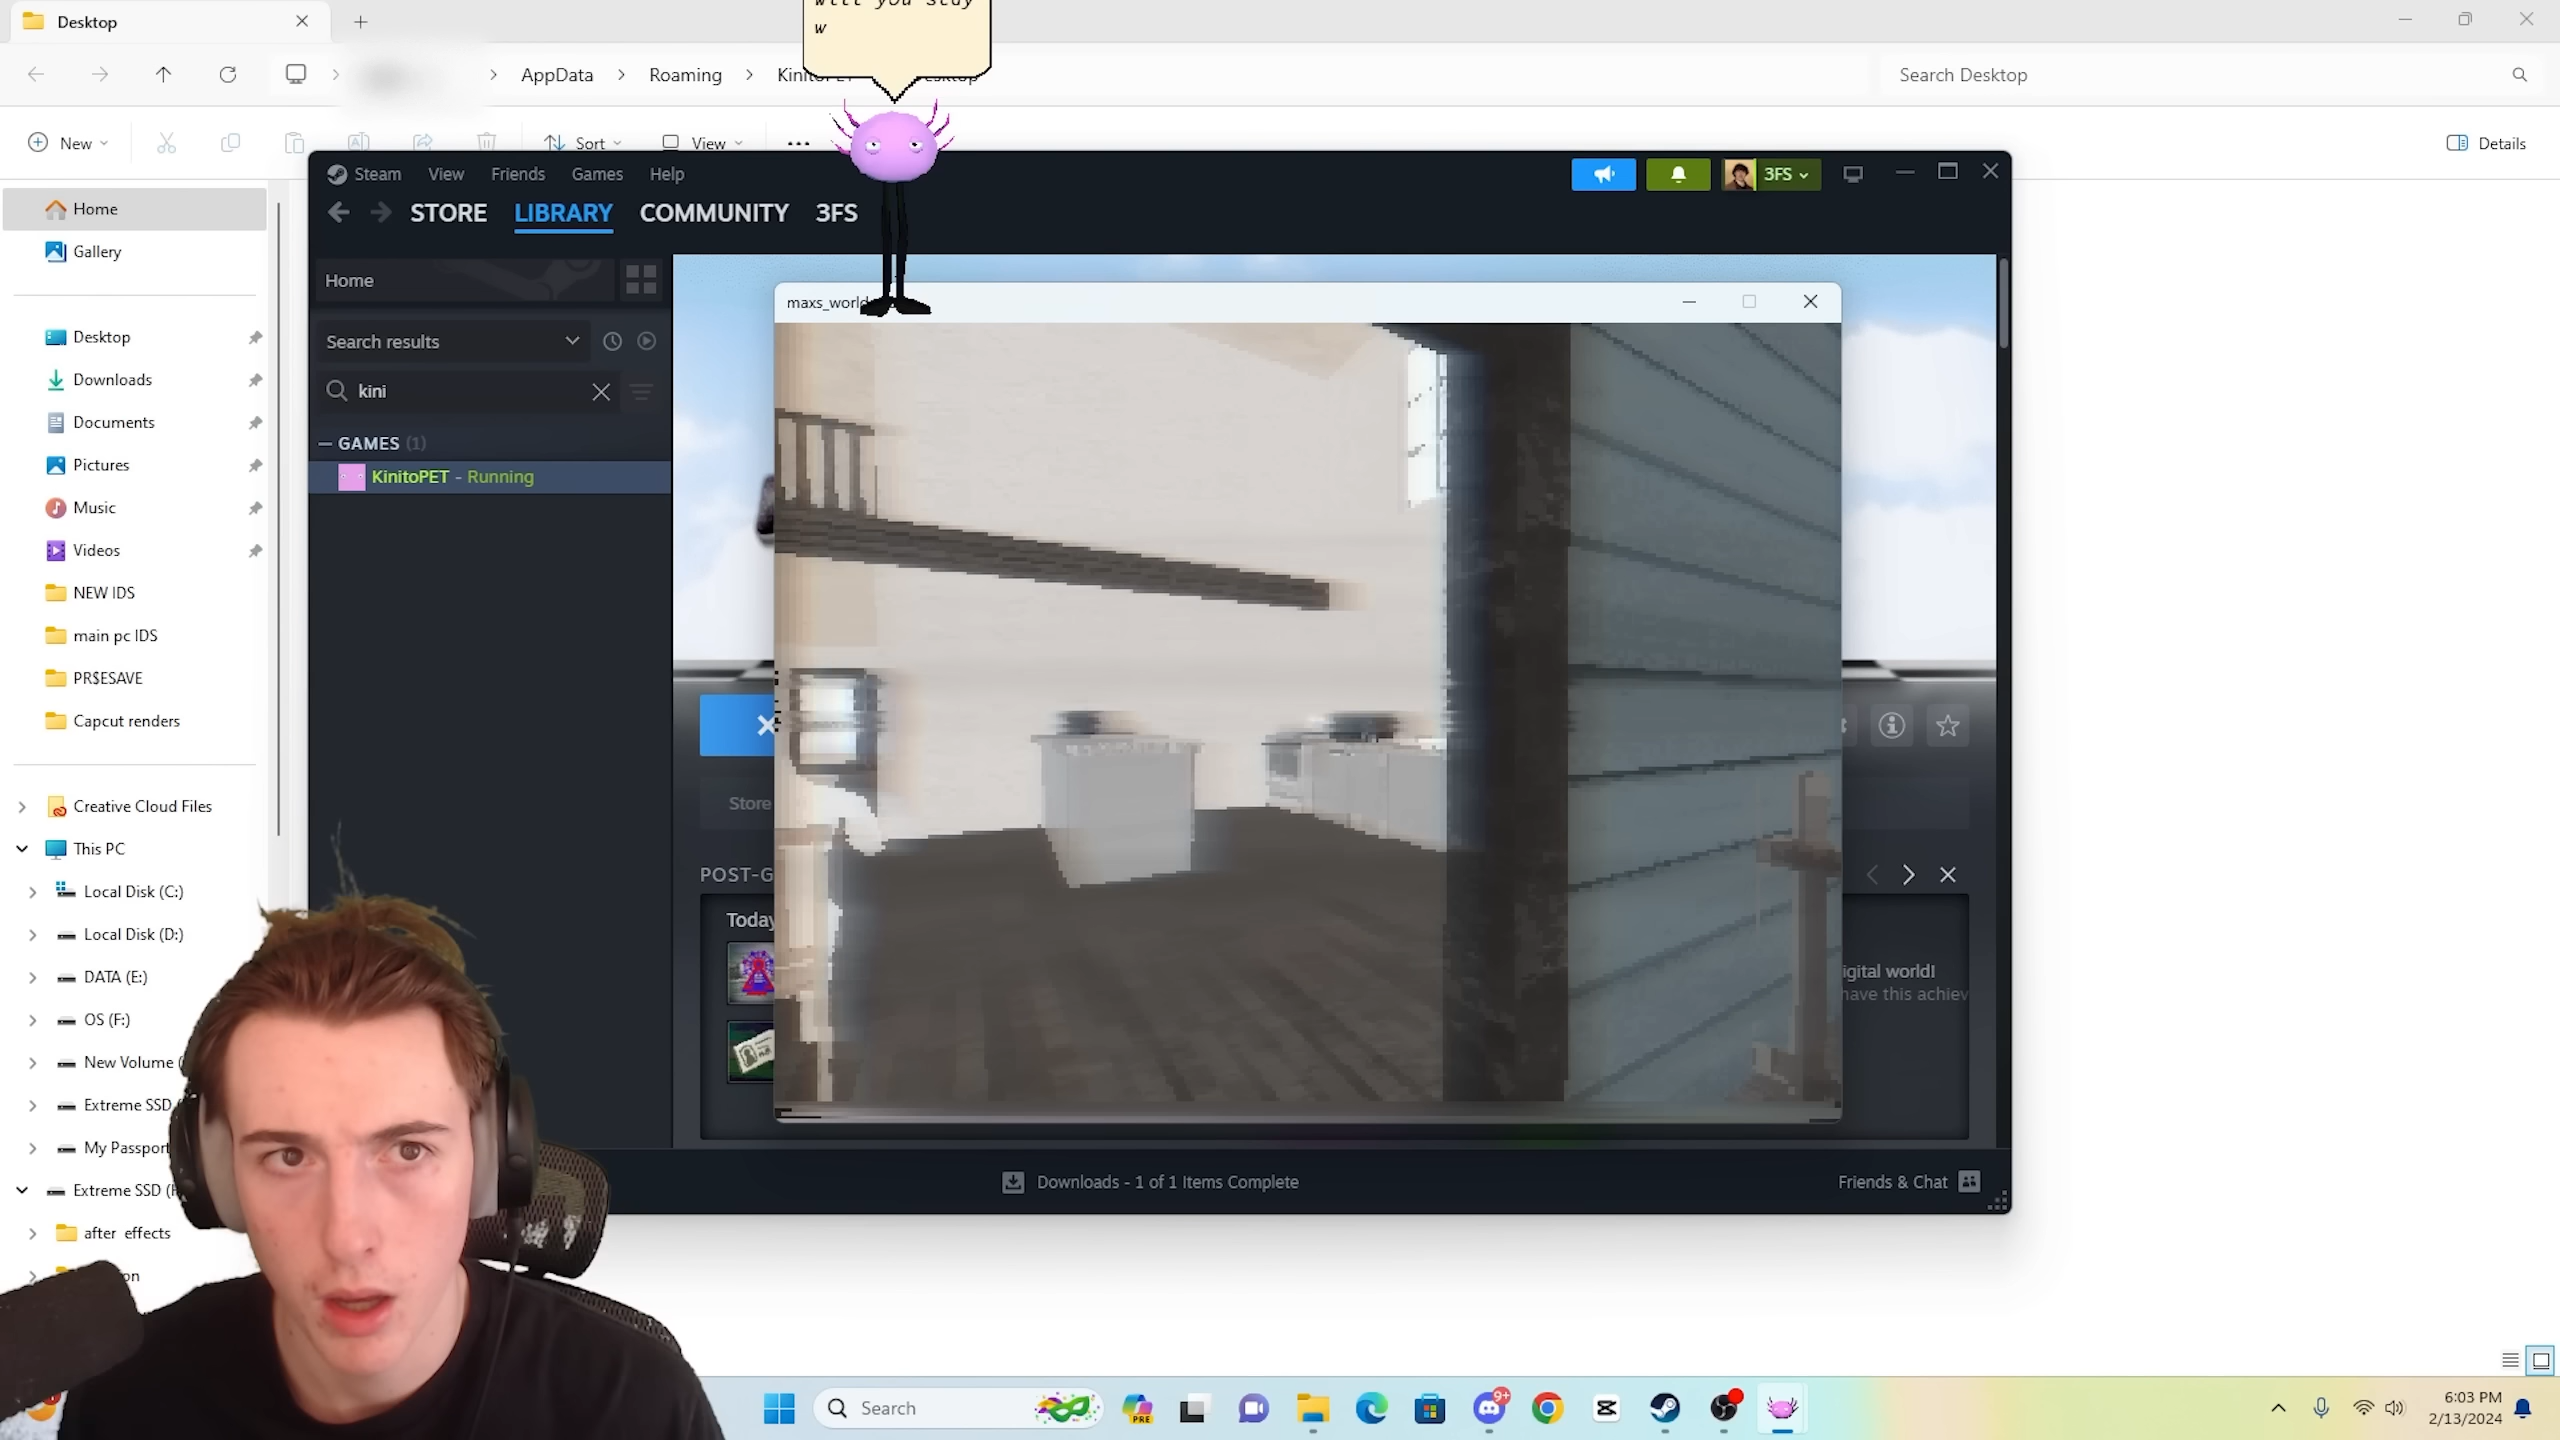 Desktop
w
AppData
Roaming
Search Desktop
New
Sort
View
Details
Steam
View
Friends
Games
Help
3FS
STORE
LIBRARY
COMMUNITY
3FS
Home
Gallery
Desktop
Downloads
Documents
Pictures
Music
Videos
NEW IDS
main pc IDS
PR$ESAVE
Capcut renders
Creative Cloud Files
This PC
Local Disk (C:)
Local Disk (D:)
DATA (E:)
OS (F:)
New Volume (
Extreme SSD (
My Passport
Extreme SSD (
after effects
Home
Search results
kini
GAMES (1)
KinitoPET - Running
maxs_world
Store
POST-G
Today
igital world!
have this achiev
Downloads - 1 of 1 Items Complete
Friends & Chat
Search
PRE
9+
6:03 PM
2/13/2024